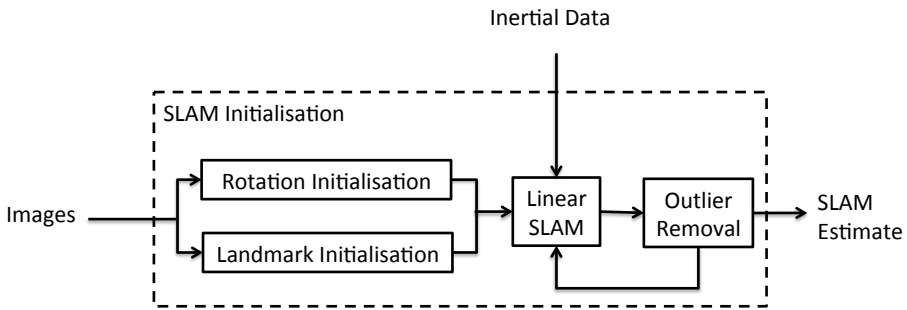 Inertial Data
SLAM Initialisation
Rotation Initialisation
Images
Landmark Initialisation
Linear
SLAM
Outlier
Removal
SLAM
Estimate